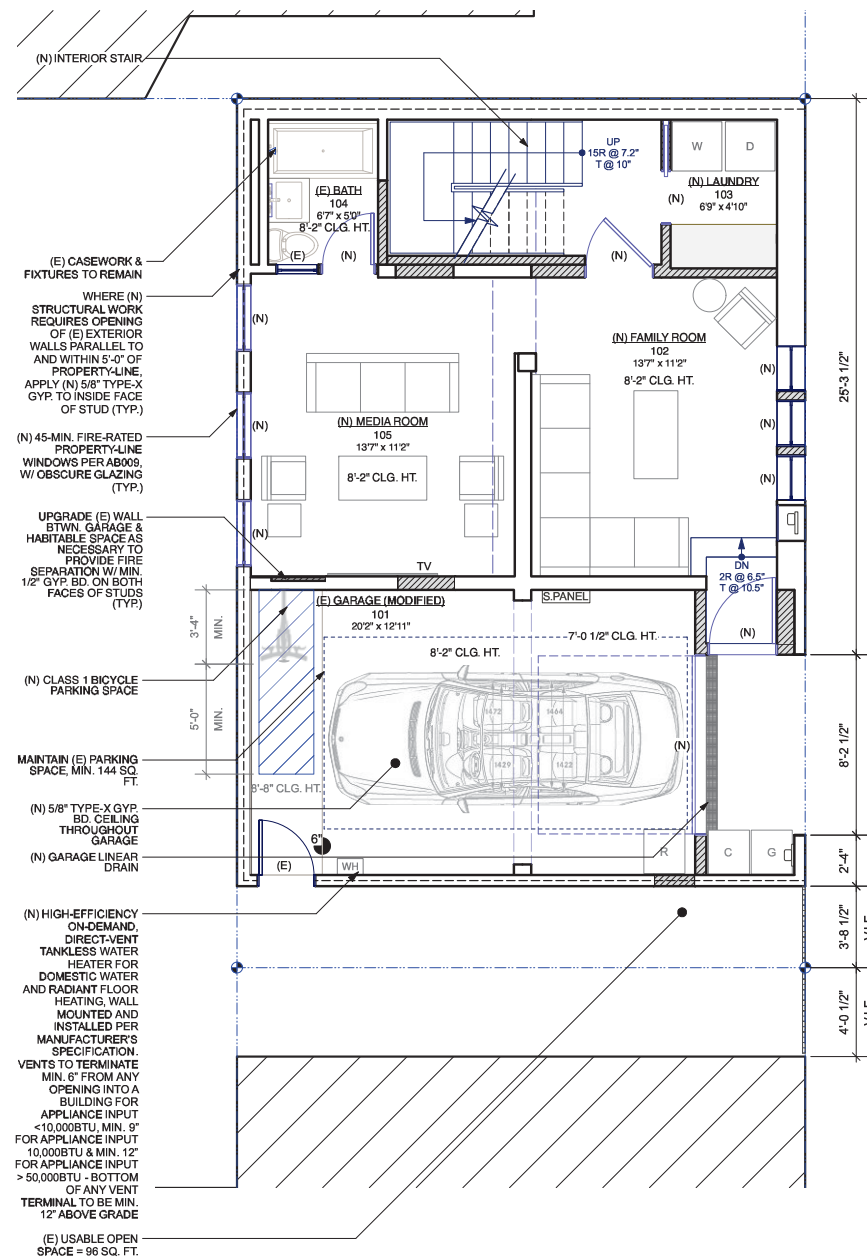 (N) INTERIOR STAIR
UP
15R @ 7.2"
T @ 10"
W
D
(N) LAUNDRY
103
6'9" x 4'10"
(N)
(E) BATH
104
6'7" x 5'0"
8'-2" CLG. HT.
(E)
(N)
(N)
(E) CASEWORK &
FIXTURES TO REMAIN
WHERE (N)
STRUCTURAL WORK
REQUIRES OPENING
OF (E) EXTERIOR
WALLS PARALLEL TO
AND WITHIN 5'-0" OF
PROPERTY-LINE,
APPLY (N) 5/8" TYPE-X
GYP. TO INSIDE FACE
OF STUD (TYP.)
(N) 45-MIN. FIRE-RATED
PROPERTY-LINE
WINDOWS PER AB009,
W/ OBSCURE GLAZING
(TYP.)
UPGRADE (E) WALL
BTWN. GARAGE &
HABITABLE SPACE AS
NECESSARY TO
PROVIDE FIRE
SEPARATION W/ MIN.
1/2" GYP. BD. ON BOTH
FACES OF STUDS
(TYP.)
(N)
(N)
(N)
(N) MEDIA ROOM
105
13'7" x 11'2"
8'-2" CLG. HT.
TV
(N) FAMILY ROOM
102
13'7" x 11'2"
8'-2" CLG. HT.
(N)
(N)
(N)
25'-3 1/2"
DN
2R @ 6.5"
T @ 10.5"
(N)
(E) GARAGE (MODIFIED)
101
20'2" x 12'11"
S.PANEL
8'-2" CLG. HT.
7'-0 1/2" CLG. HT.
3'-4"
MIN.
5'-0"
MIN.
(N) CLASS 1 BICYCLE
PARKING SPACE
MAINTAIN (E) PARKING
SPACE, MIN. 144 SQ.
FT.
8'-8" CLG. HT.
1472
1464
1429
1422
(N)
8'-2 1/2"
(N) 5/8" TYPE-X GYP.
BD. CEILING
THROUGHOUT
GARAGE
(N) GARAGE LINEAR
DRAIN
6"
(E)
WH
R
C
G
2'-4"
3'-8 1/2"
4'-0 1/2"
(N) HIGH-EFFICIENCY
ON-DEMAND,
DIRECT-VENT
TANKLESS WATER
HEATER FOR
DOMESTIC WATER
AND RADIANT FLOOR
HEATING, WALL
MOUNTED AND
INSTALLED PER
MANUFACTURER'S
SPECIFICATION.
VENTS TO TERMINATE
MIN. 6" FROM ANY
OPENING INTO A
BUILDING FOR
APPLIANCE INPUT
<10,000BTU, MIN. 9"
FOR APPLIANCE INPUT
10,000BTU & MIN. 12"
FOR APPLIANCE INPUT
> 50,000BTU - BOTTOM
OF ANY VENT
TERMINAL TO BE MIN.
12" ABOVE GRADE
(E) USABLE OPEN
SPACE = 96 SQ. FT.